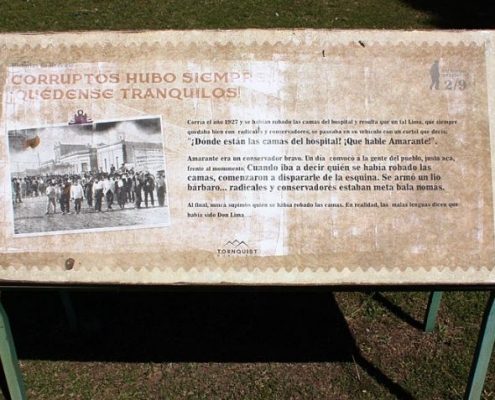 CORRUPTOS HUBO SIEMPRE
¡QUÉDENSE TRANQUILOS!
2/9
Corría el año 1927 y se habían robado las camas del hospital y resulta que un tal Lima, que siempre
quedaba bien con radicales y conservadores, se paseaba en su vehículo con un cartel que decía:
"¡Dónde están las camas del hospital! ¡Que hable Amarante!".
Amarante era un conservador bravo. Un día convocó a la gente del pueblo, justo acá,
frente al monumento. Cuando iba a decir quién se había robado las
camas, comenzaron a dispararle de la esquina. Se armó un lío
bárbaro... radicales y conservadores estaban meta bala nomás.
Al final, nunca supimos quién se había robado las camas. En realidad, las malas lenguas dicen que
había sido Don Lima.
TORNQUIST